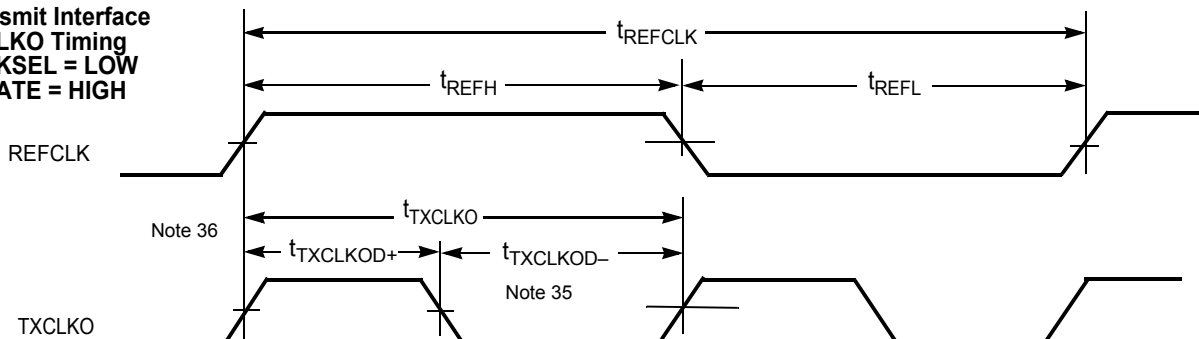 smit Interface
LKO Timing
KSEL = LOW
ATE = HIGH
tREFCLK
tREFH
tREFL
REFCLK
tTXCLKO
Note 36
tTXCLKOD+
tTXCLKOD–
Note 35
TXCLKO